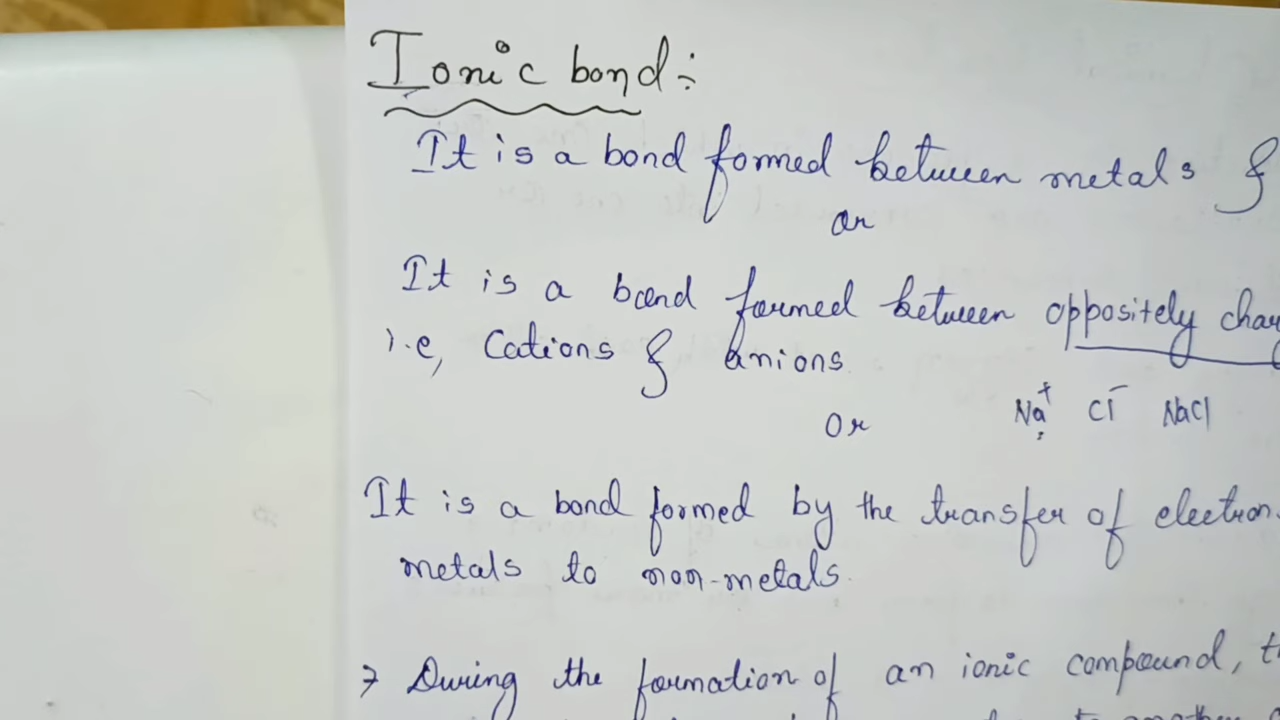 Ionic bond ÷
It is a bond formed between metals &
or
It is a bond formed between oppositely
i.e, Cations & anions
Or
Na⁺ Cl⁻ NaCl
It is a bond formed by the transfer of electron
metals to non-metals.
→ During the formation of an ionic compound,
to another